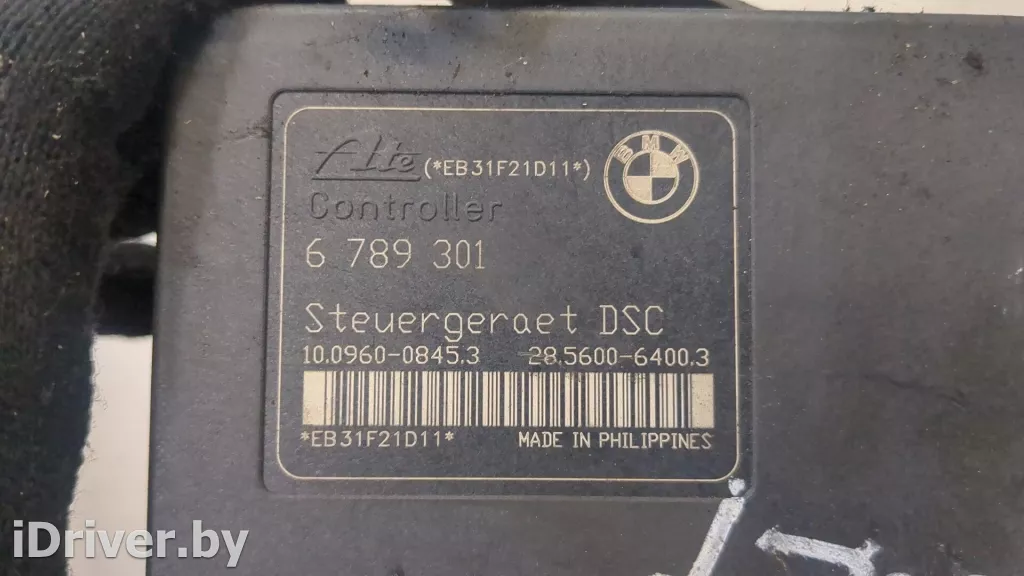 Ate (*EB31F21D11*)
BMW
Controller
6 789 301
Steuergeraet DSC
10.0960-0845.3 28.5600-6400.3
*EB31F21D11* MADE IN PHILIPPINES
iDriver.by